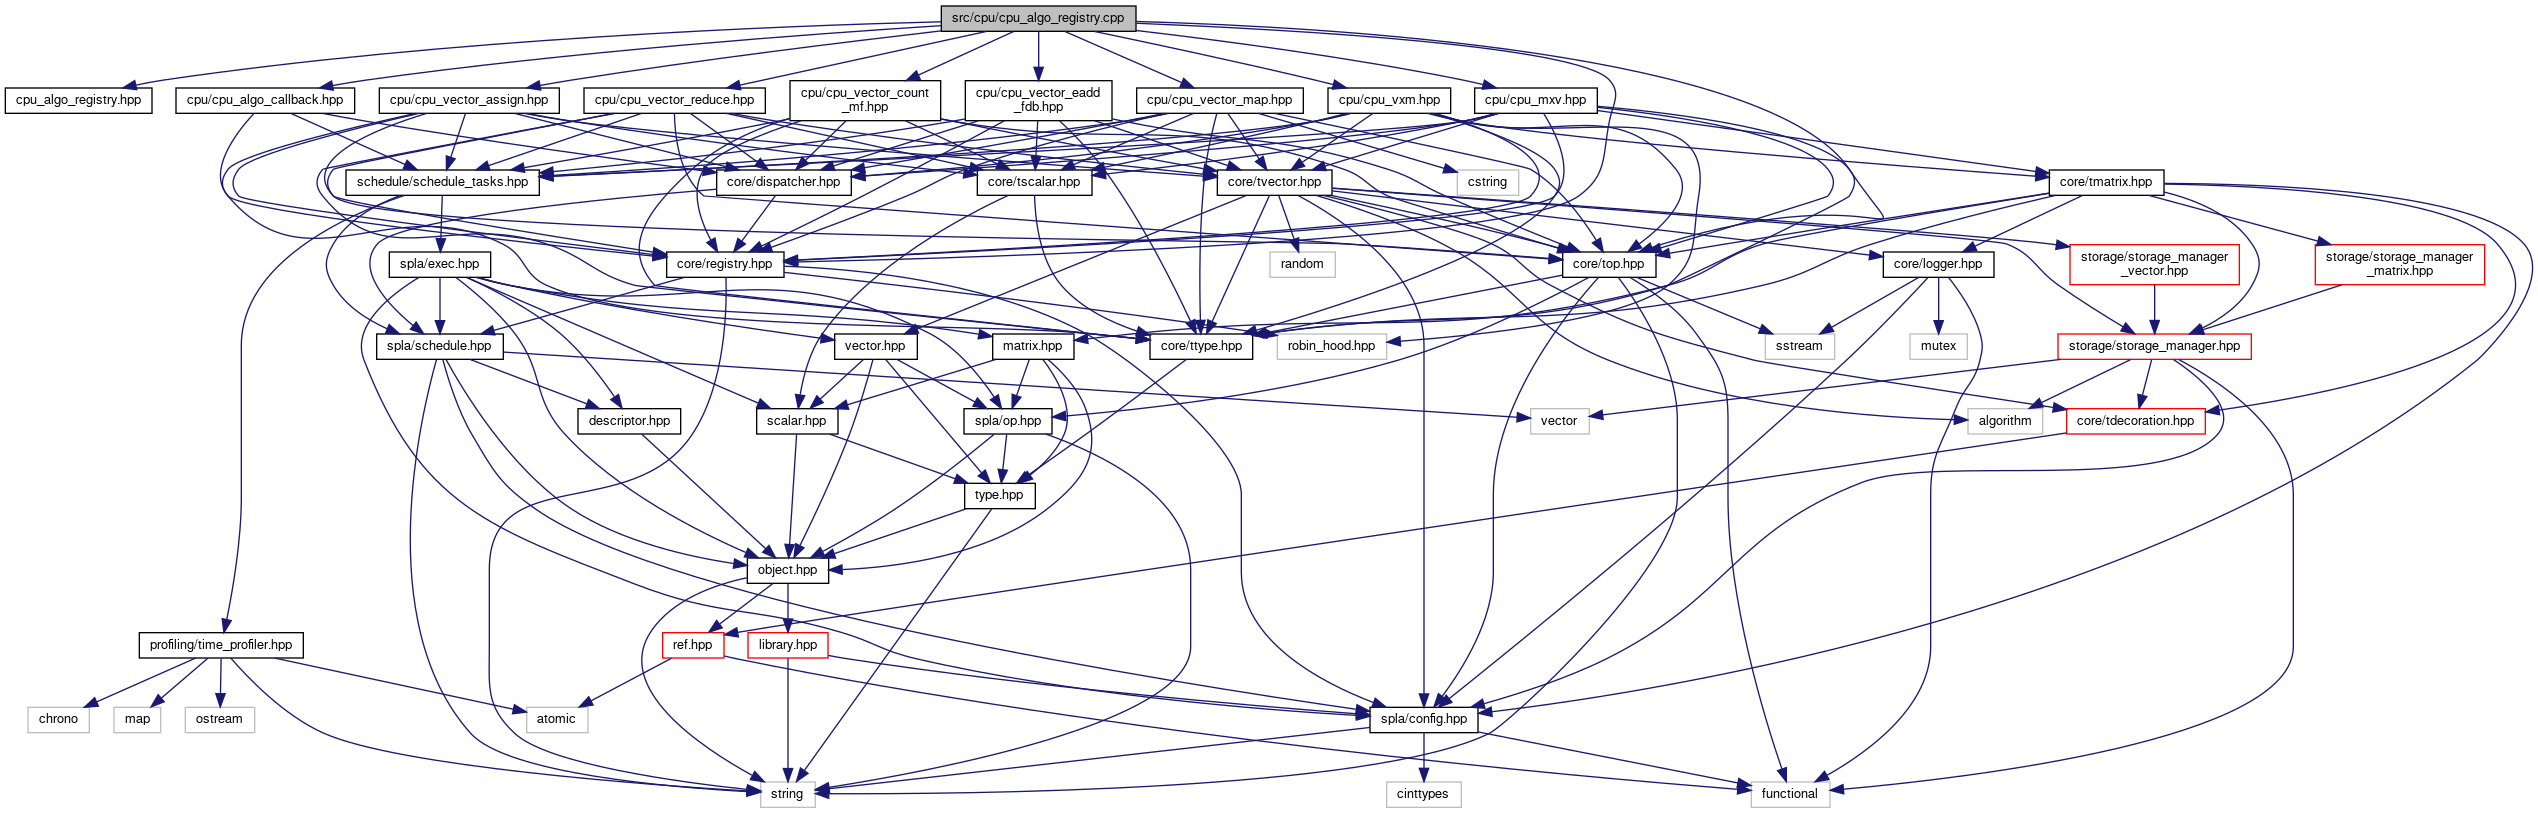 src/cpu/cpu_algo_registry.cpp
cpu_algo_registry.hpp
cpu/cpu_algo_callback.hpp
cpu/cpu_vector_assign.hpp
cpu/cpu_vector_reduce.hpp
cpu/cpu_vector_count
_mf.hpp
cpu/cpu_vector_eadd
_fdb.hpp
cpu/cpu_vector_map.hpp
cpu/cpu_vxm.hpp
cpu/cpu_mxv.hpp
schedule/schedule_tasks.hpp
core/dispatcher.hpp
core/tscalar.hpp
core/tvector.hpp
cstring
core/tmatrix.hpp
spla/exec.hpp
core/registry.hpp
random
core/top.hpp
core/logger.hpp
storage/storage_manager
_vector.hpp
storage/storage_manager
_matrix.hpp
spla/schedule.hpp
vector.hpp
matrix.hpp
core/ttype.hpp
robin_hood.hpp
sstream
mutex
storage/storage_manager.hpp
descriptor.hpp
scalar.hpp
spla/op.hpp
vector
algorithm
core/tdecoration.hpp
type.hpp
object.hpp
profiling/time_profiler.hpp
ref.hpp
library.hpp
chrono
map
ostream
atomic
spla/config.hpp
string
cinttypes
functional